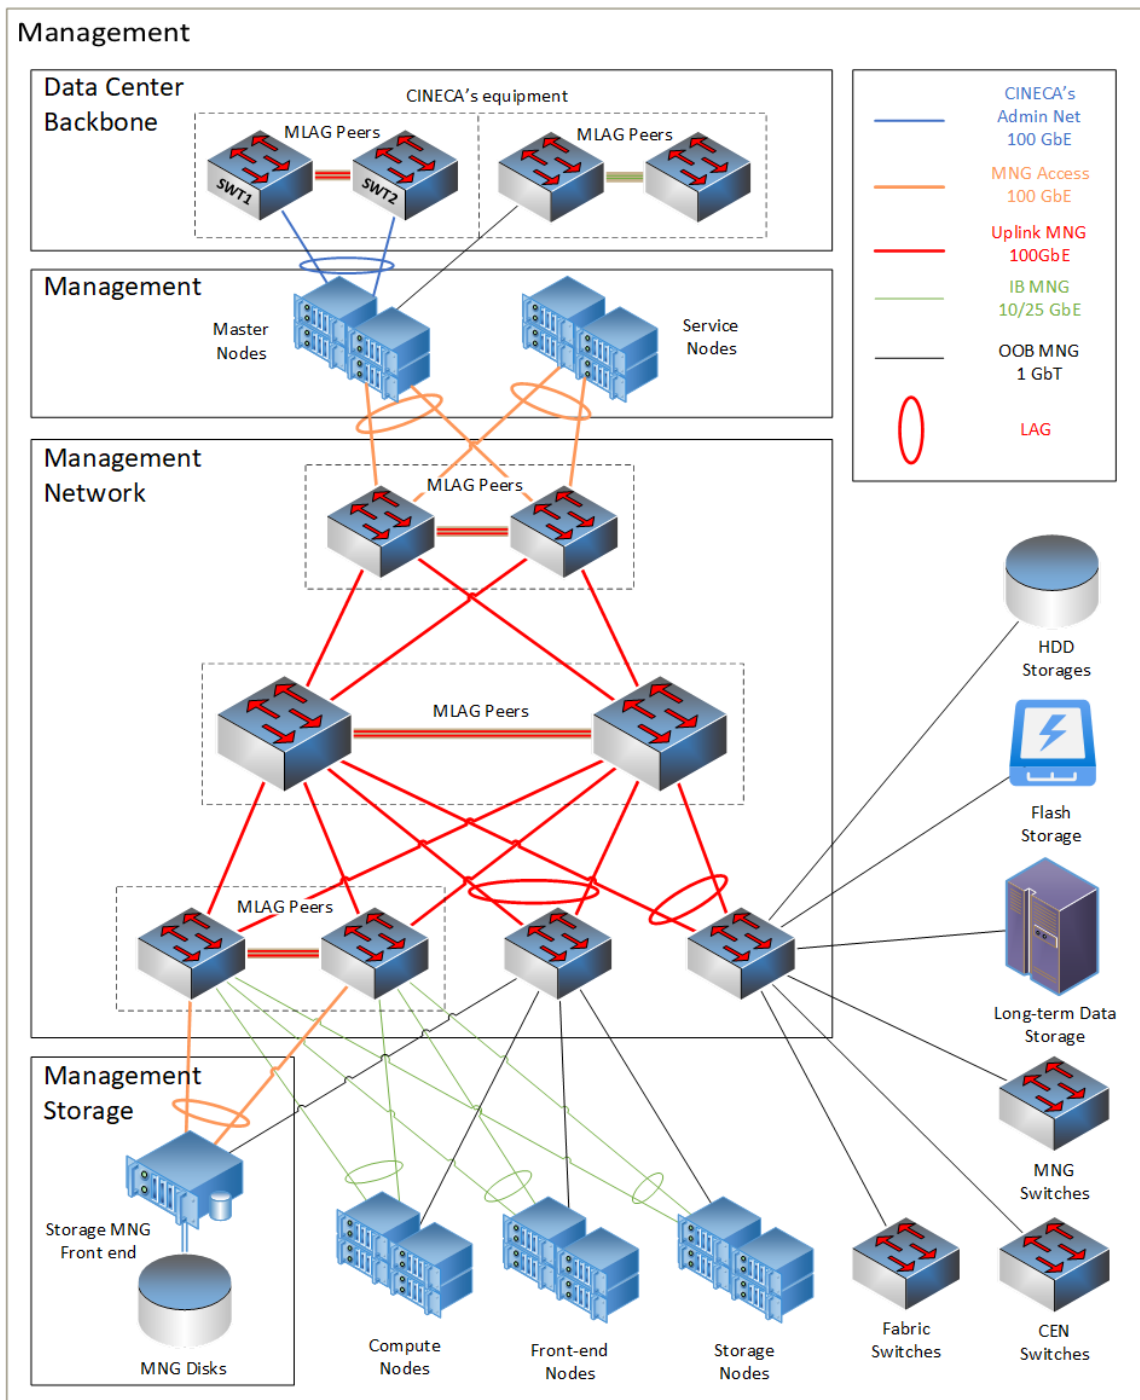 Management
Data Center
Backbone
CINECA's equipment
MLAG Peers
MLAG Peers
SWT1
SWT2
CINECA's
Admin Net
100 GbE
MNG Access
100 GbE
Uplink MNG
100GbE
IB MNG
10/25 GbE
OOB MNG
1 GbT
LAG
Management
Master
Nodes
Service
Nodes
Management
Network
MLAG Peers
MLAG Peers
MLAG Peers
HDD
Storages
Flash
Storage
Long-term Data
Storage
MNG
Switches
Management
Storage
Storage MNG
Front end
MNG Disks
Compute
Nodes
Front-end
Nodes
Storage
Nodes
Fabric
Switches
CEN
Switches